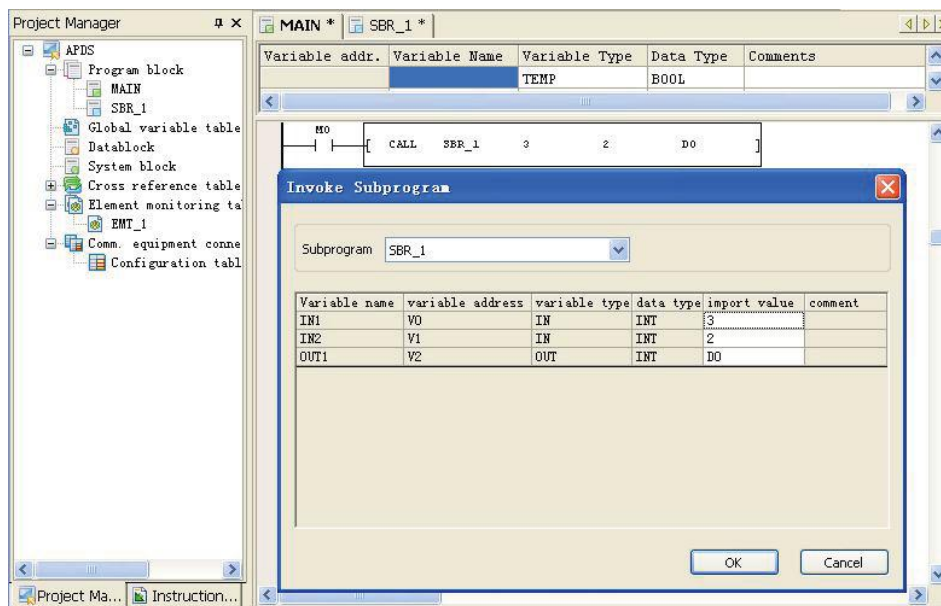 Project Manager
APDS
Program block
MAIN
SBR_1
Global variable table
Datablock
System block
Cross reference table
Element monitoring ta
EMT_1
Comm. equipment conne
Configuration tabl
Project Ma... Instruction...
MAIN * SBR_1 *
Variable addr. Variable Name Variable Type Data Type Comments
TEMP BOOL
M0
[ CALL SBR_1 3 2 D0 ]
Invoke Subprogram
Subprogram SBR_1
Variable name variable address variable type data type import value comment
IN1 V0 IN INT 3
IN2 V1 IN INT 2
OUT1 V2 OUT INT D0
OK Cancel